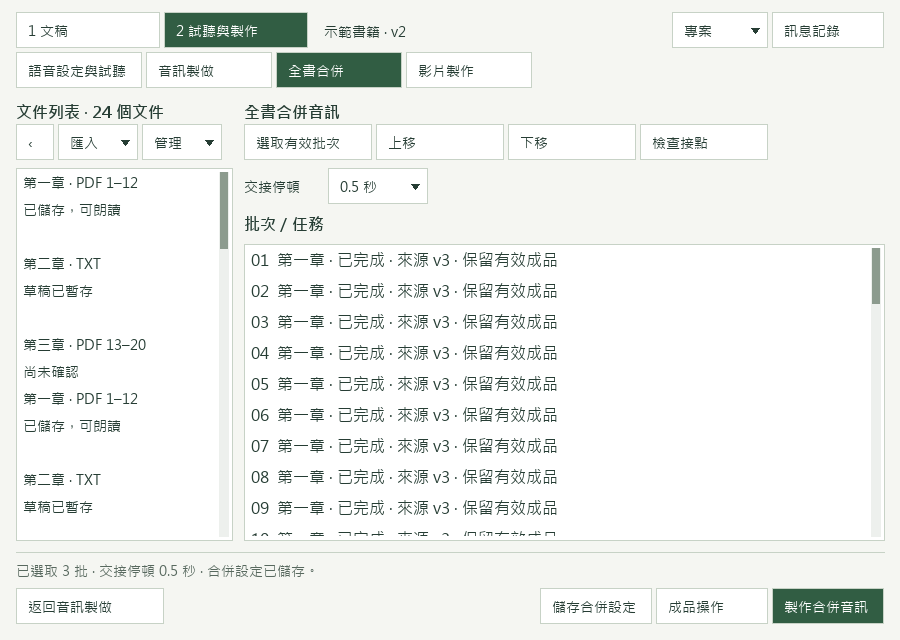 1 文稿
2 試聽與製作
示範書籍 · v2
專案
訊息記錄
語音設定與試聽
音訊製做
全書合併
影片製作
文件列表 · 24 個文件
‹
匯入
管理
第一章 · PDF 1–12
已儲存，可朗讀
第二章 · TXT
草稿已暫存
第三章 · PDF 13–20
尚未確認
第一章 · PDF 1–12
已儲存，可朗讀
第二章 · TXT
草稿已暫存
全書合併音訊
選取有效批次
上移
下移
檢查接點
交接停頓
0.5 秒
批次 / 任務
01 第一章 · 已完成 · 來源 v3 · 保留有效成品
02 第一章 · 已完成 · 來源 v3 · 保留有效成品
03 第一章 · 已完成 · 來源 v3 · 保留有效成品
04 第一章 · 已完成 · 來源 v3 · 保留有效成品
05 第一章 · 已完成 · 來源 v3 · 保留有效成品
06 第一章 · 已完成 · 來源 v3 · 保留有效成品
07 第一章 · 已完成 · 來源 v3 · 保留有效成品
08 第一章 · 已完成 · 來源 v3 · 保留有效成品
09 第一章 · 已完成 · 來源 v3 · 保留有效成品
已選取 3 批 · 交接停頓 0.5 秒 · 合併設定已儲存。
返回音訊製做
儲存合併設定
成品操作
製作合併音訊